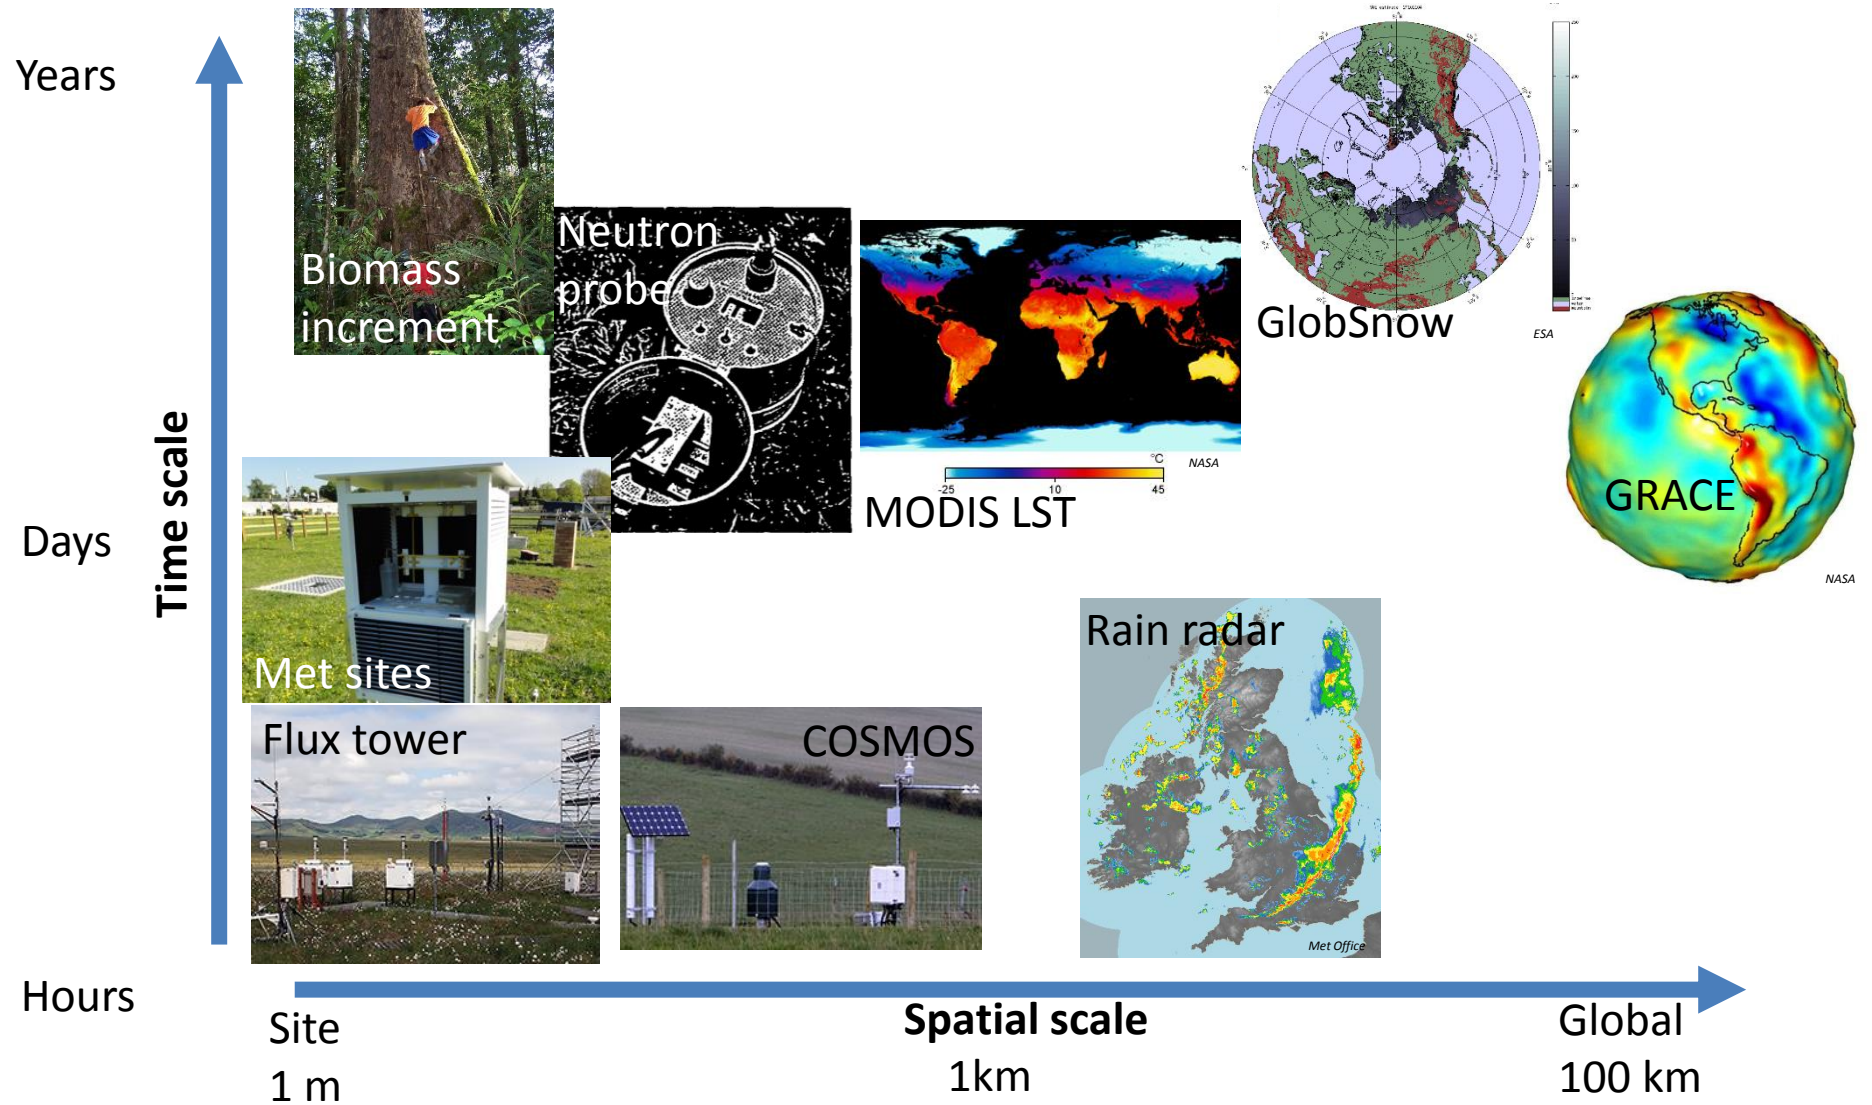 Years
Days
Hours
Time scale
Biomass
increment
Neutron
probe
°C
-25
10
45
NASA
MODIS LST
GlobSnow
ESA
GRACE
NASA
Met sites
Flux tower
COSMOS
Rain radar
Met Office
Spatial scale
Site
1 m
1km
Global
100 km